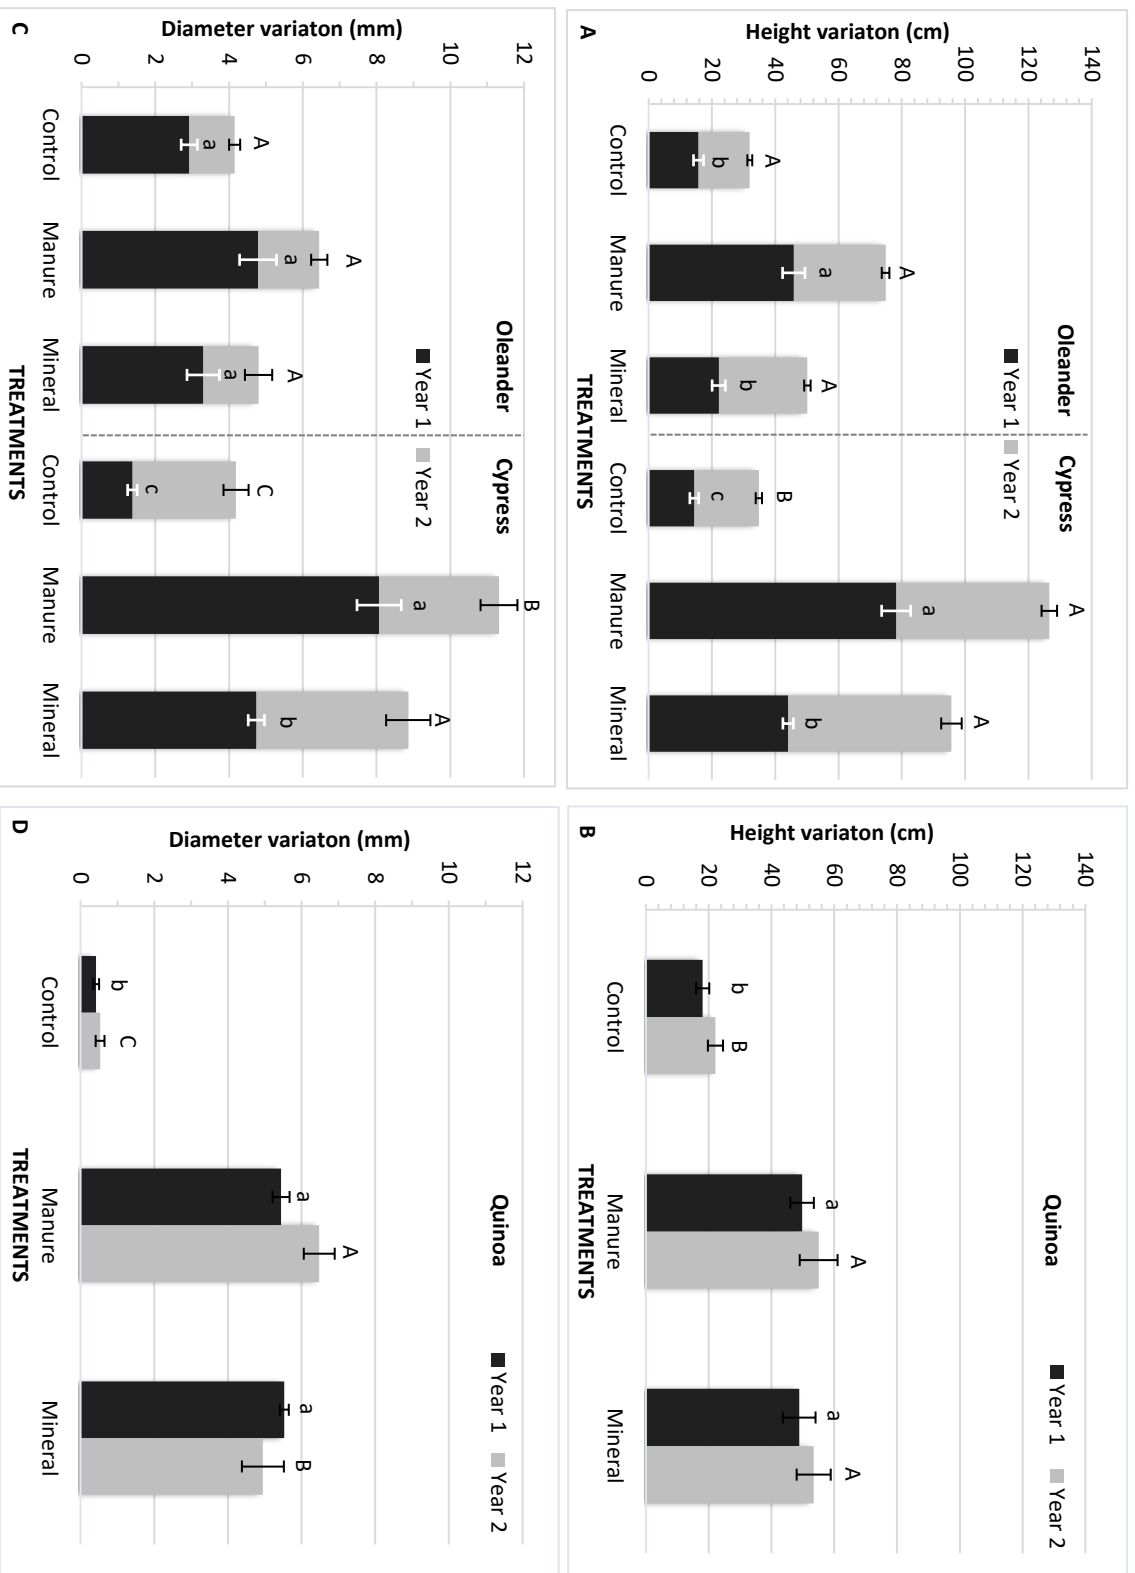 Height variaton (cm)
140
120
100
80
60
40
20
0
Oleander
Cypress
Year 1
Year 2
A
A
A
B
A
A
b
a
b
c
a
b
Control
Manure
Mineral
Control
Manure
Mineral
TREATMENTS
A
Height variaton (cm)
140
120
100
80
60
40
20
0
Quinoa
Year 1
Year 2
b
B
a
A
a
A
Control
Manure
Mineral
TREATMENTS
B
Diameter variaton (mm)
12
10
8
6
4
2
0
Oleander
Cypress
Year 1
Year 2
A
A
A
C
B
A
a
a
a
c
a
b
Control
Manure
Mineral
Control
Manure
Mineral
TREATMENTS
C
Diameter variaton (mm)
12
10
8
6
4
2
0
Quinoa
Year 1
Year 2
b
C
a
A
a
B
Control
Manure
Mineral
TREATMENTS
D